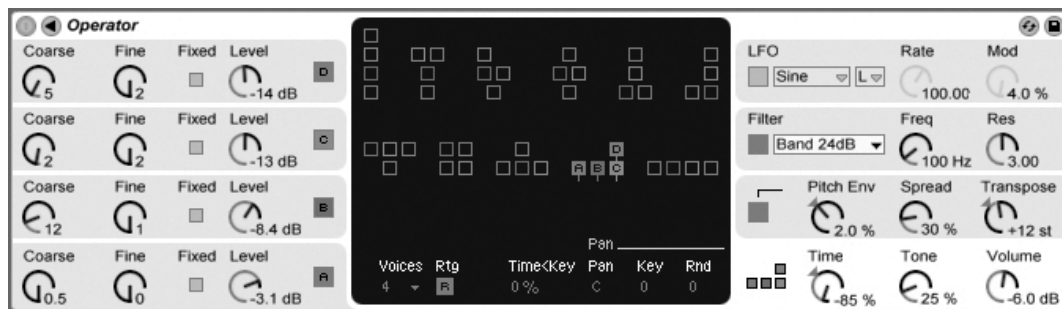 Operator
Coarse Fine Fixed Level
5 2 -14 dB D
Coarse Fine Fixed Level
2 2 -13 dB C
Coarse Fine Fixed Level
12 1 -8.4 dB B
Coarse Fine Fixed Level
0.5 0 -3.1 dB A
D
A B C
Pan
Voices Rtg Time<Key Pan Key Rnd
4 R 0% C 0 0
LFO Rate Mod
Sine L 100.00 4.0 %
Filter Freq Res
Band 24dB 100 Hz 3.00
Pitch Env Spread Transpose
2.0 % 30 % +12 st
Time Tone Volume
-85 % 25 % -6.0 dB